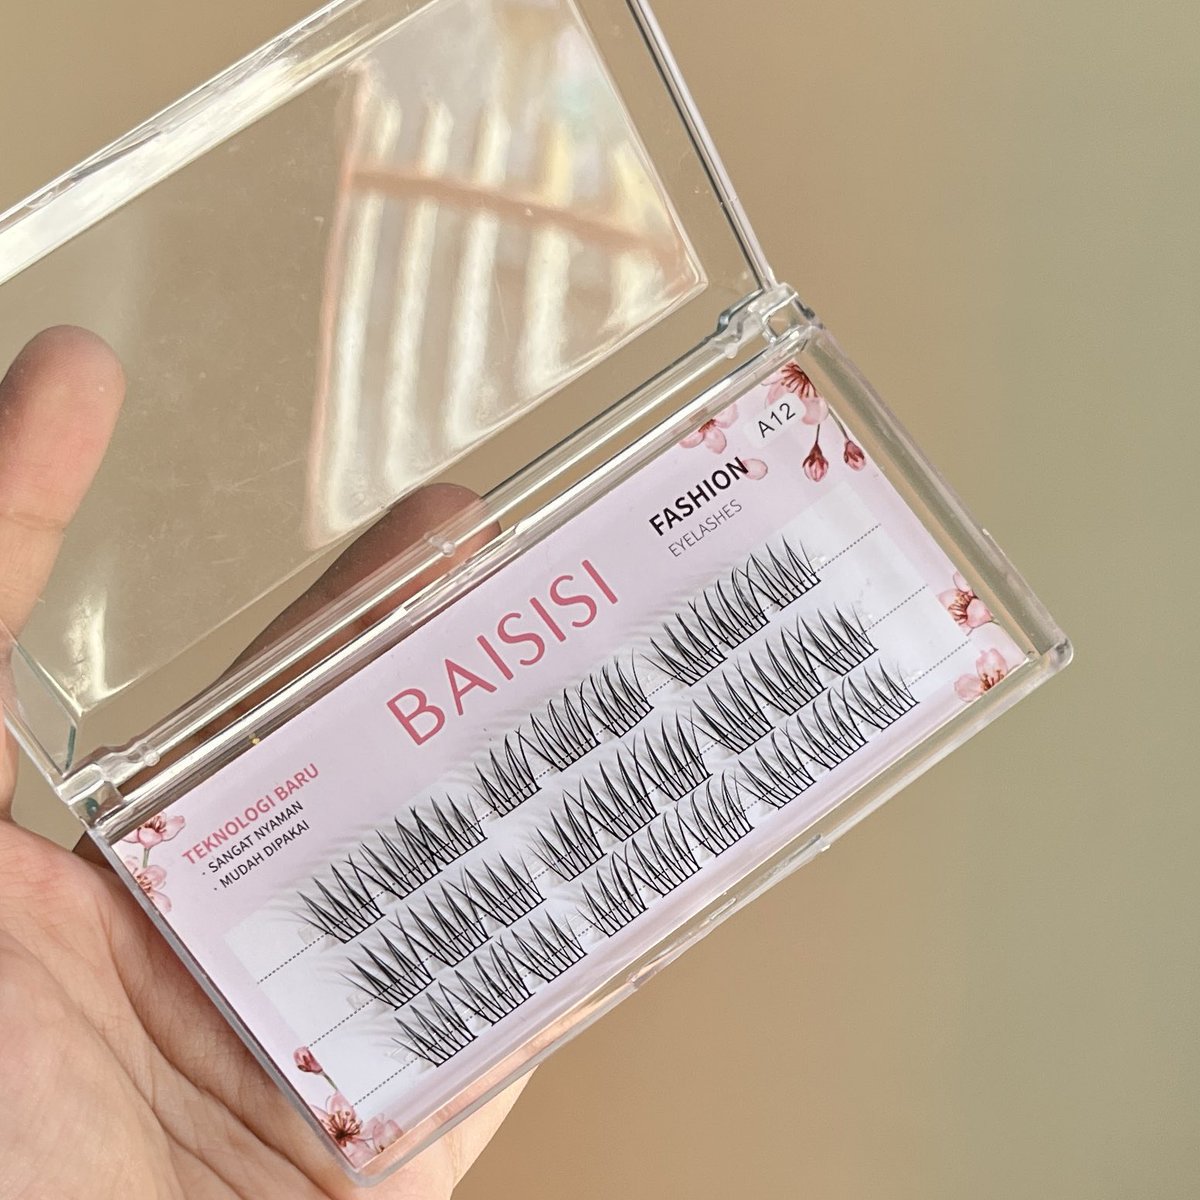 A12
FASHION
EYELASHES
BAISISI
TEKNOLOGI BARU
· SANGAT NYAMAN
· MUDAH DIPAKAI